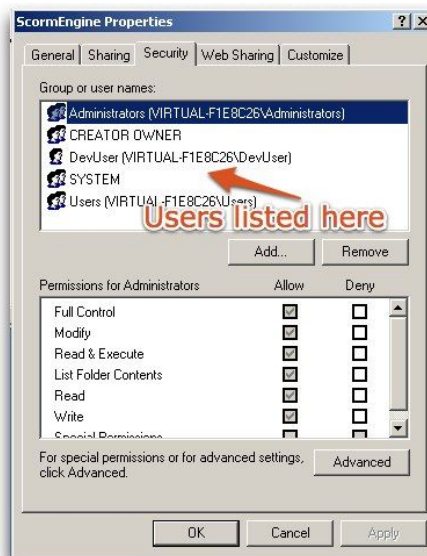 ScormEngine Properties
General Sharing Security Web Sharing Customize
Group or user names:
Administrators (VIRTUAL-F1E8C26\Administrators)
CREATOR OWNER
DevUser (VIRTUAL-F1E8C26\DevUser)
SYSTEM
Users (VIRTUAL-F1E8C26\Users)
Users listed here
Add... Remove
Permissions for Administrators Allow Deny
Full Control
Modify
Read & Execute
List Folder Contents
Read
Write
Special Permissions
For special permissions or for advanced settings,
click Advanced.
Advanced
OK Cancel Apply